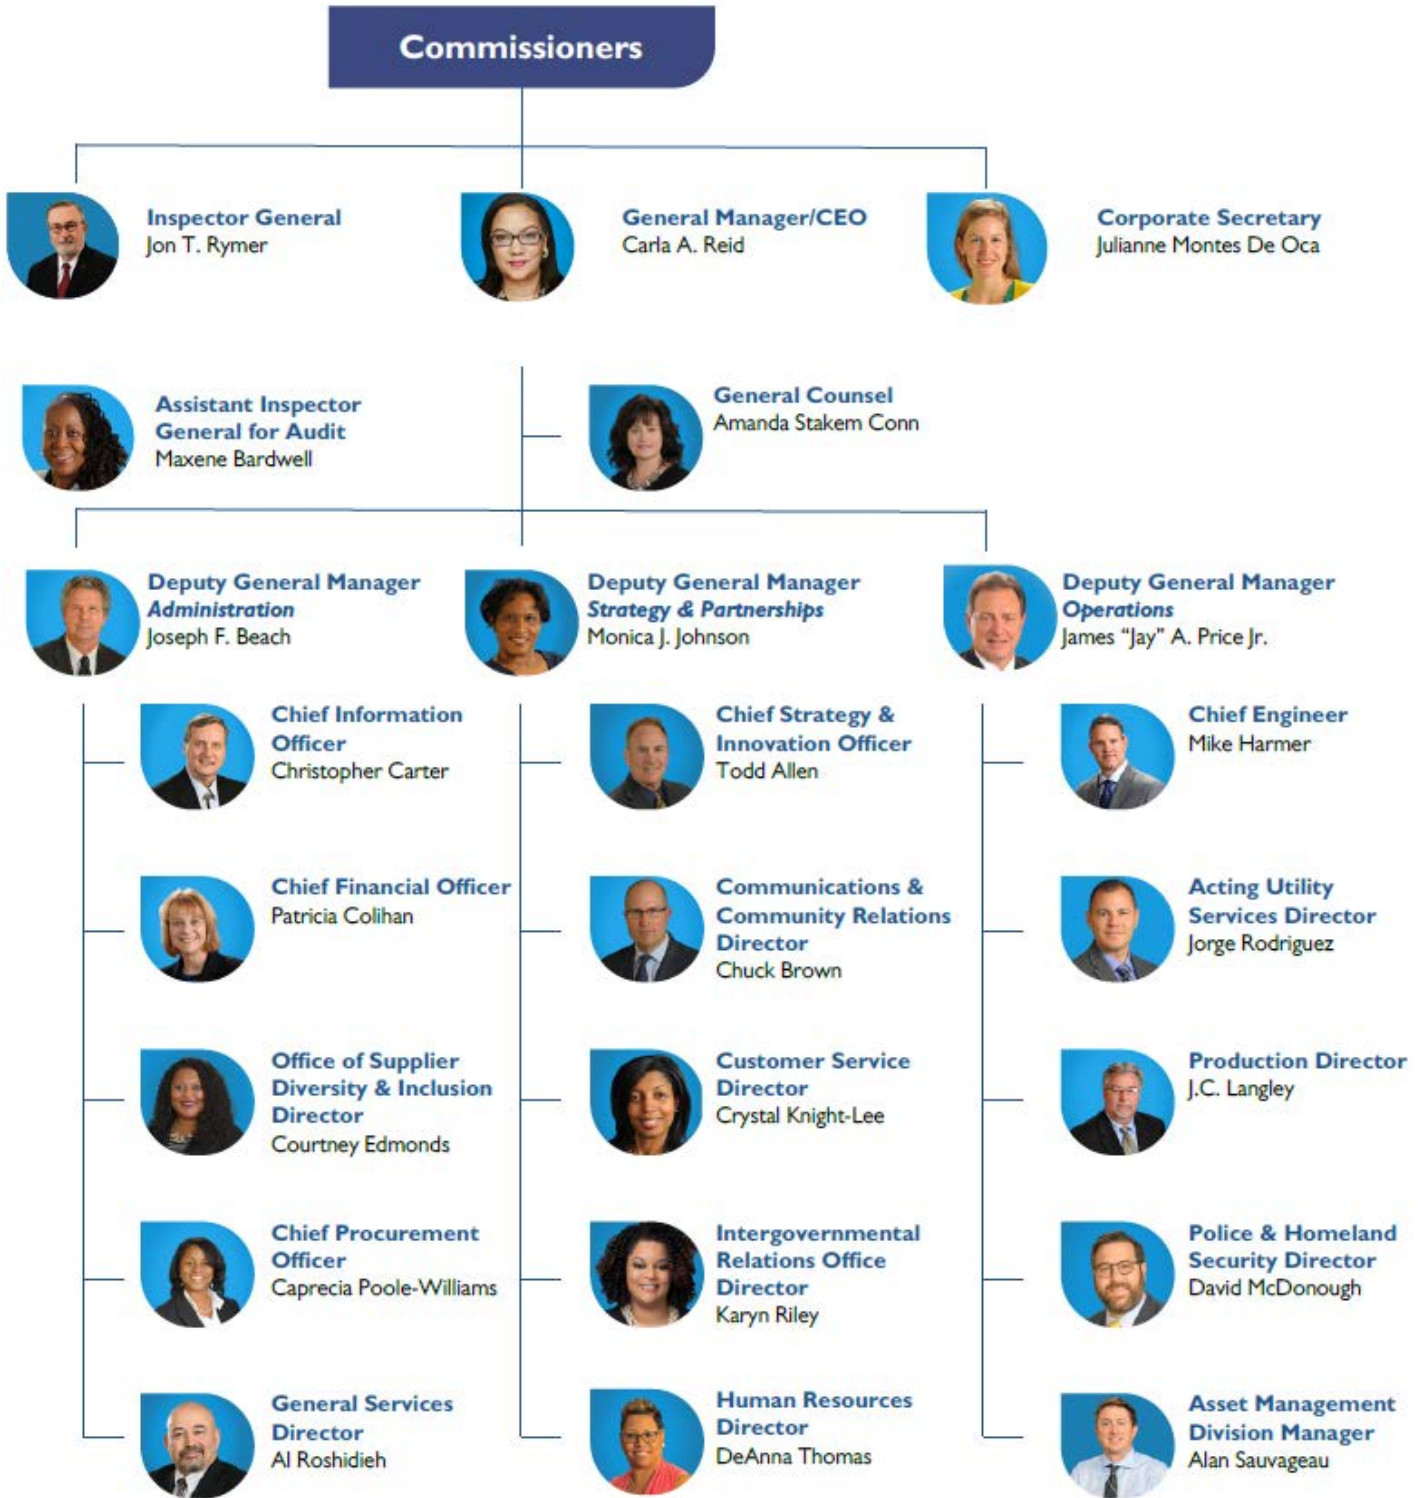 Commissioners
Inspector General
Jon T. Rymer
General Manager/CEO
Carla A. Reid
Corporate Secretary
Julianne Montes De Oca
Assistant Inspector
General for Audit
Maxene Bardwell
General Counsel
Amanda Stakem Conn
Deputy General Manager
Administration
Joseph F. Beach
Deputy General Manager
Strategy & Partnerships
Monica J. Johnson
Deputy General Manager
Operations
James “Jay” A. Price Jr.
Chief Information
Officer
Christopher Carter
Chief Strategy &
Innovation Officer
Todd Allen
Chief Engineer
Mike Harmer
Chief Financial Officer
Patricia Colihan
Communications &
Community Relations
Director
Chuck Brown
Acting Utility
Services Director
Jorge Rodriguez
Office of Supplier
Diversity & Inclusion
Director
Courtney Edmonds
Customer Service
Director
Crystal Knight-Lee
Production Director
J.C. Langley
Chief Procurement
Officer
Caprecia Poole-Williams
Intergovernmental
Relations Office
Director
Karyn Riley
Police & Homeland
Security Director
David McDonough
General Services
Director
Al Roshidieh
Human Resources
Director
DeAnna Thomas
Asset Management
Division Manager
Alan Sauvageau